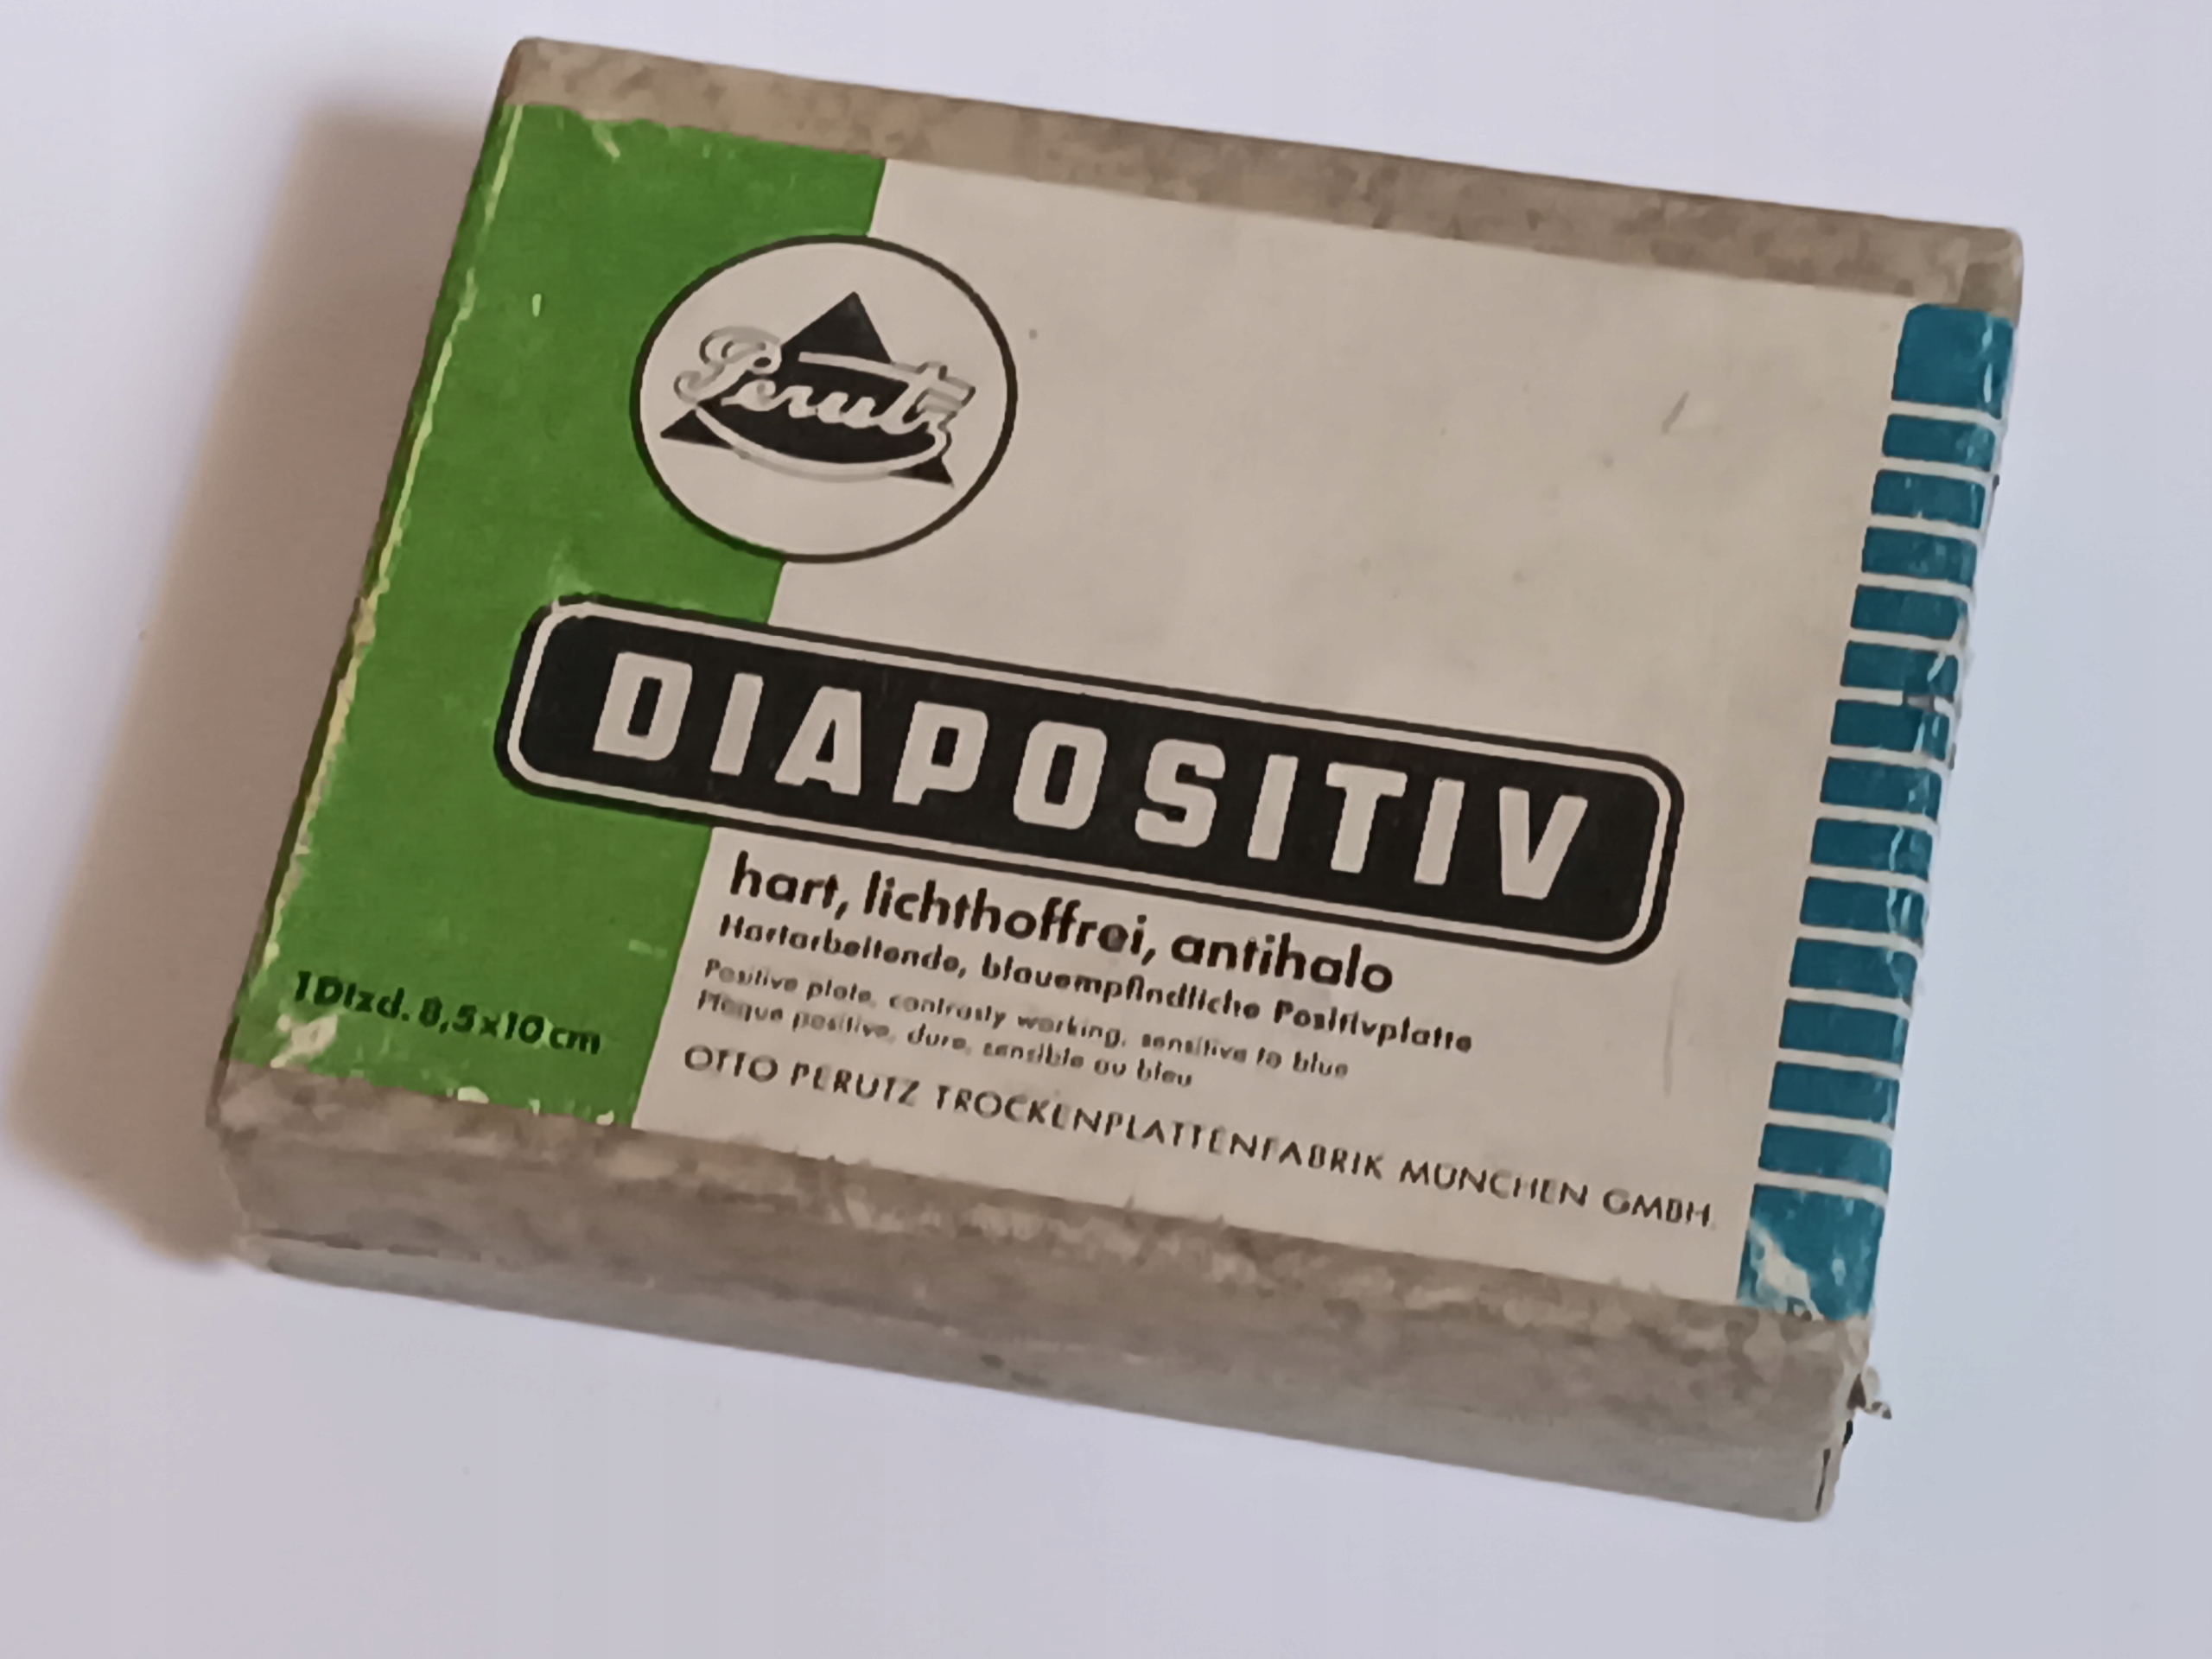 Perutz
DIAPOSITIV
hart, lichthoffrei, antihalo
Hartarbeitende, blauempfindliche Positivplatte
Positive plate, contrasty working, sensitive to blue
Plaque positive, dure, sensible au bleu
OTTO PERUTZ TROCKENPLATTENFABRIK MÜNCHEN GMBH
1 Dtzd. 8,5x10 cm